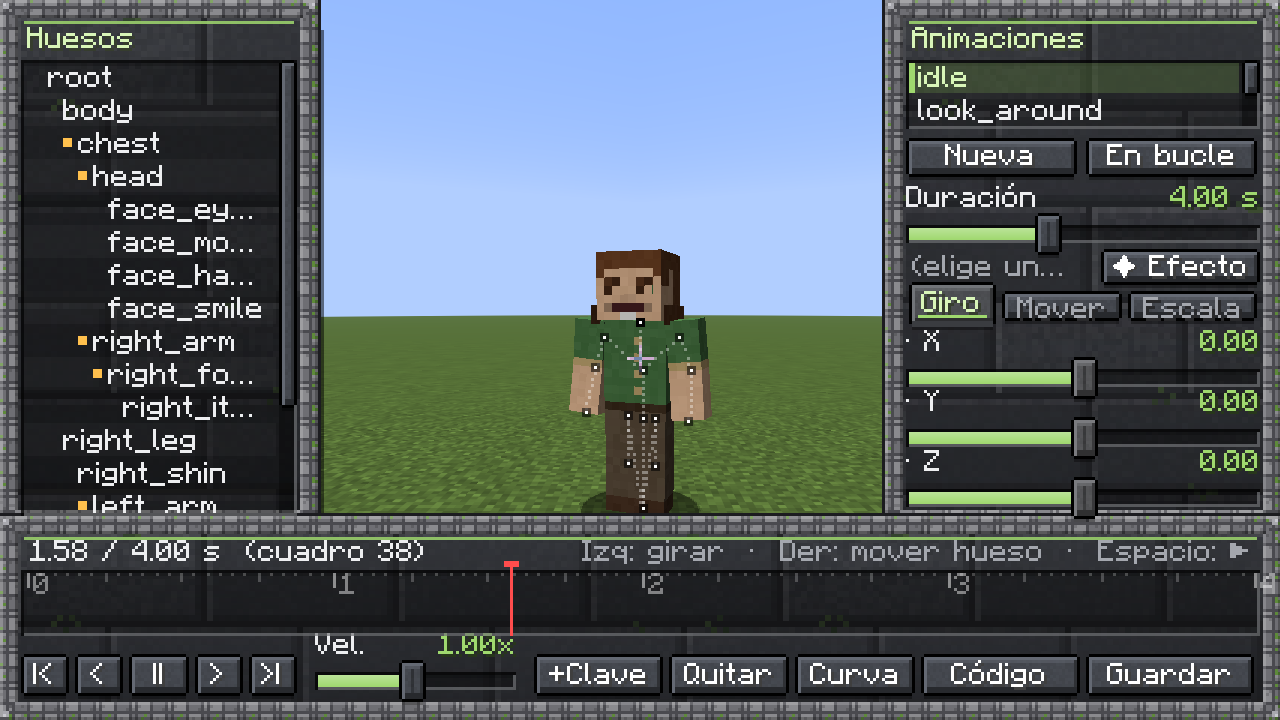 Huesos
root
body
chest
head
face_ey...
face_mo...
face_ha...
face_smile
right_arm
right_fo...
right_it...
right_leg
right_shin
left_arm
Animaciones
idle
look_around
Nueva
En bucle
Duración 4.00 s
(elige un...
Efecto
Giro
Mover
Escala
X 0.00
Y 0.00
Z 0.00
1.58 / 4.00 s (cuadro 38)
Izq: girar · Der: mover hueso · Espacio:
0 1 2 3 4
Vel. 1.00x
+Clave
Quitar
Curva
Código
Guardar